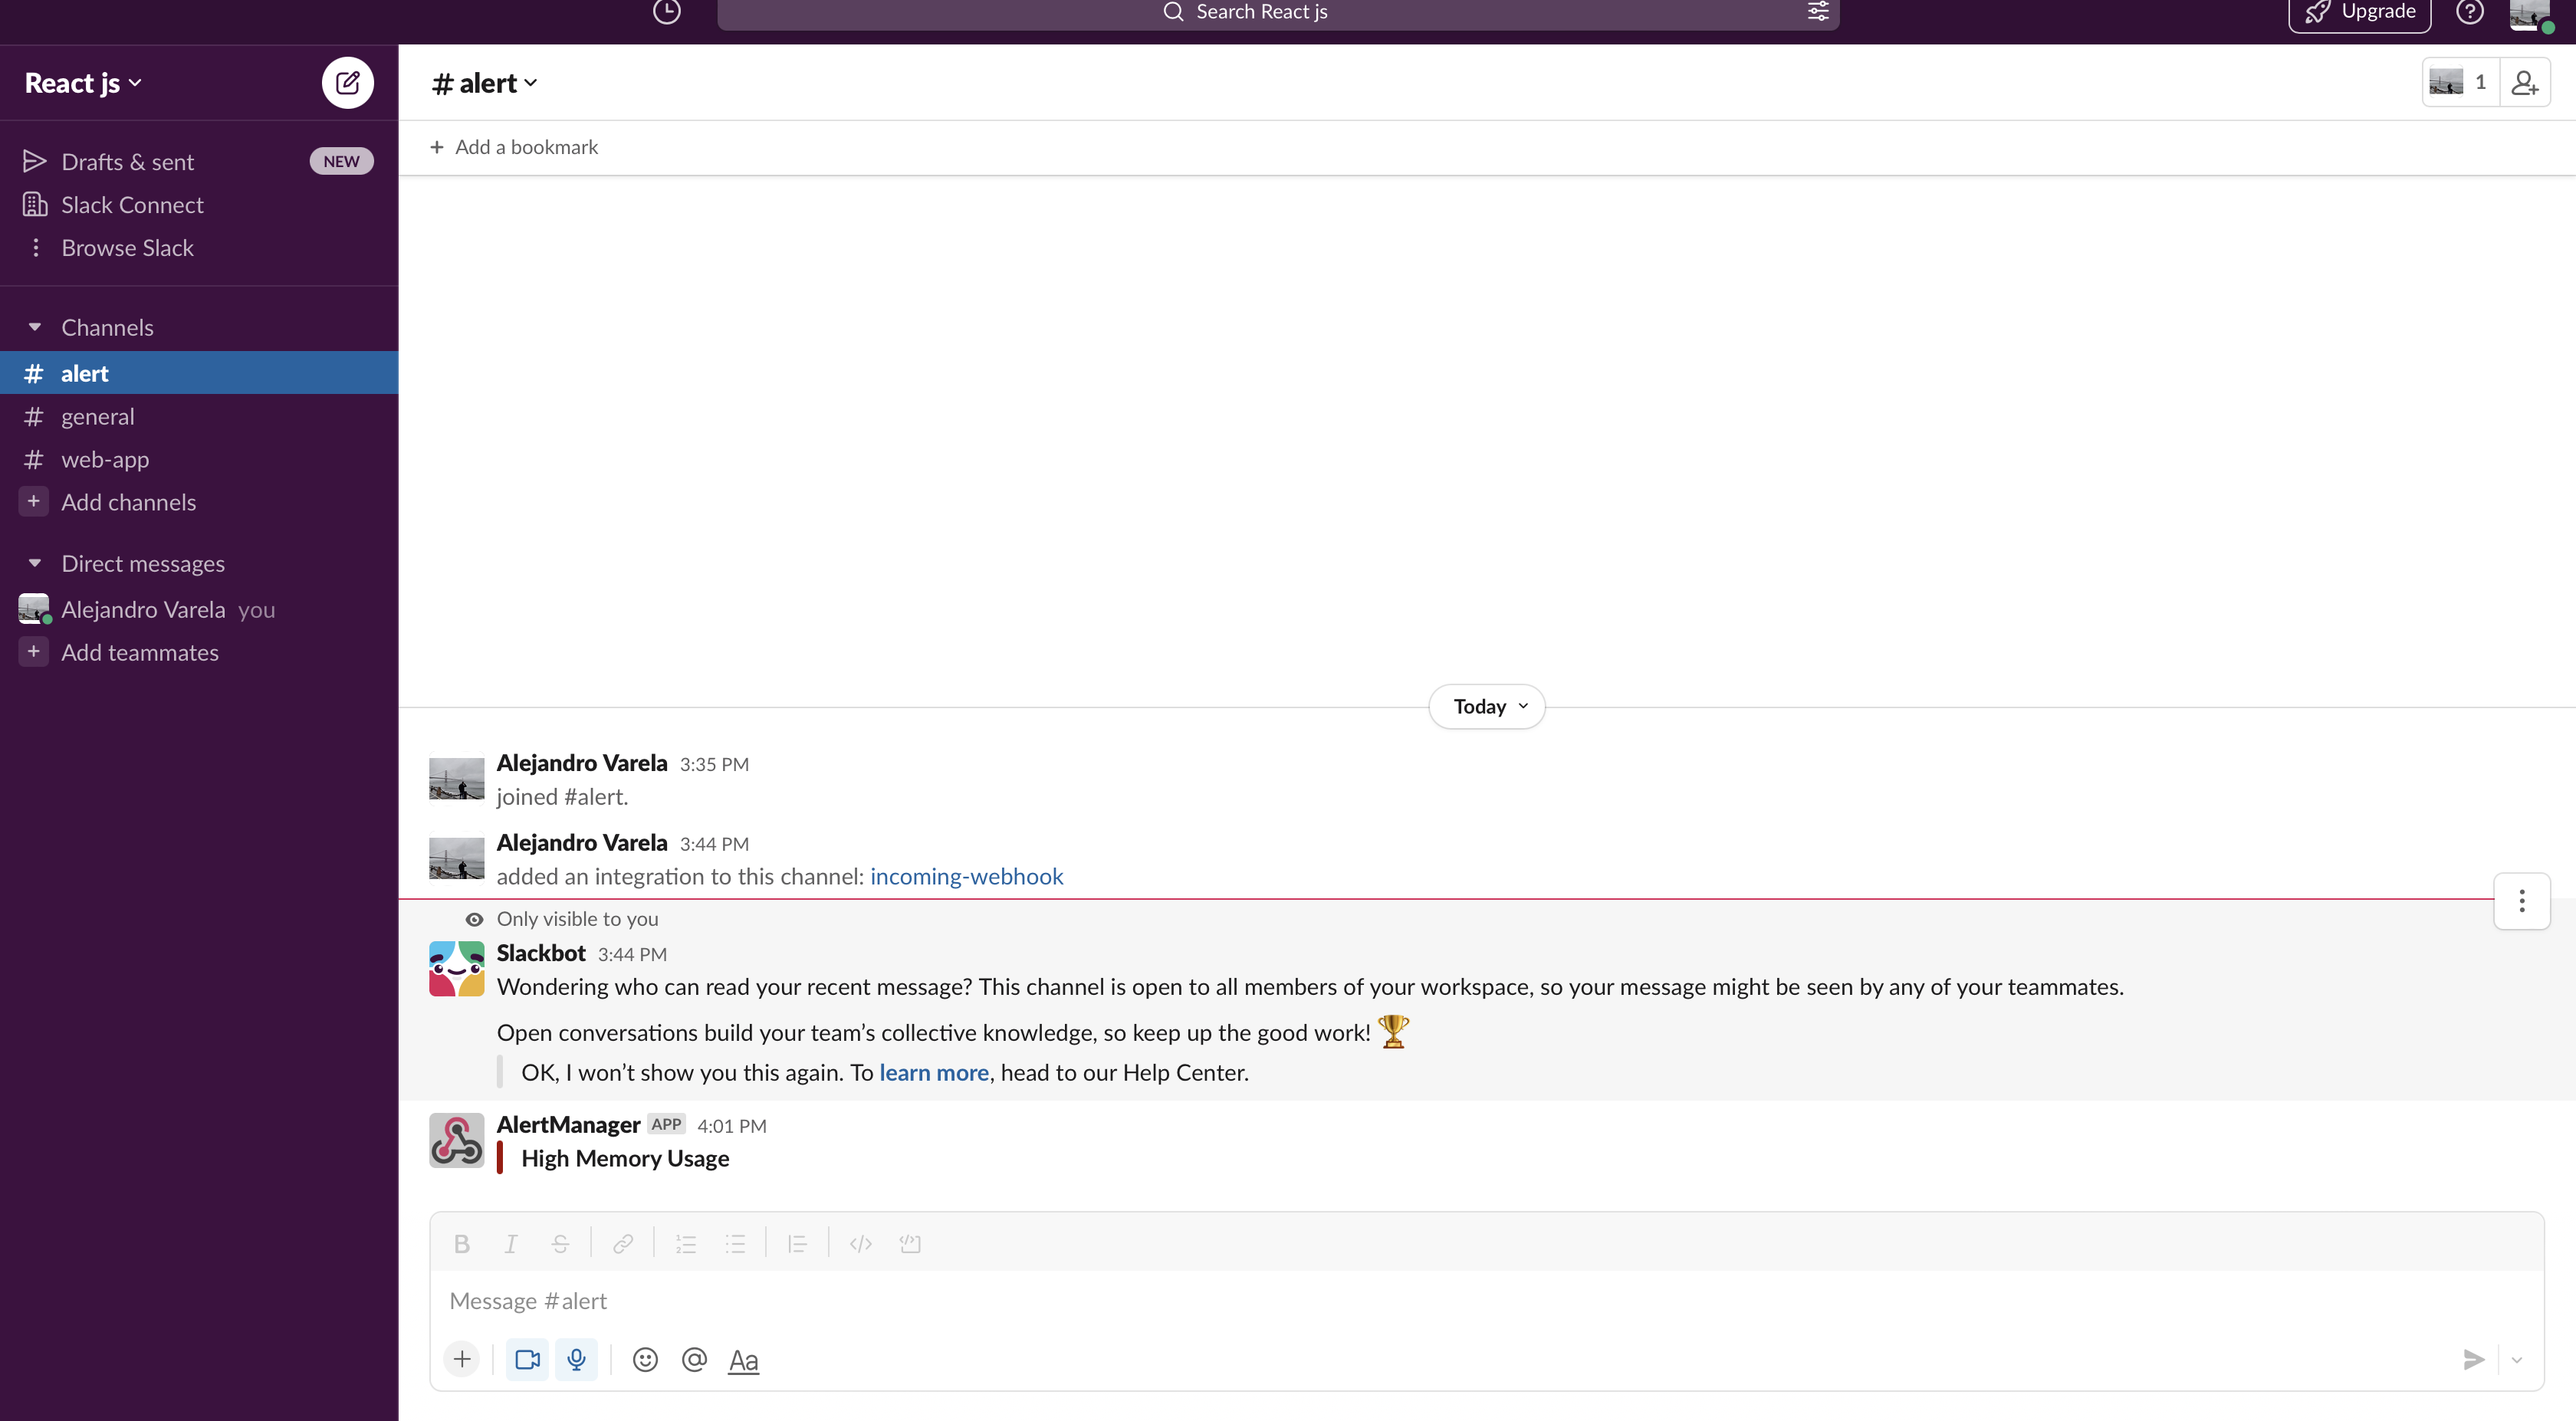 Search React js
Upgrade
React js
Drafts & sent NEW
Slack Connect
Browse Slack
Channels
# alert
# general
# web-app
+ Add channels
Direct messages
Alejandro Varela you
+ Add teammates
# alert
1
+ Add a bookmark
Today
Alejandro Varela 3:35 PM
joined #alert.
Alejandro Varela 3:44 PM
added an integration to this channel: incoming-webhook
Only visible to you
Slackbot 3:44 PM
Wondering who can read your recent message? This channel is open to all members of your workspace, so your message might be seen by any of your teammates.
Open conversations build your team’s collective knowledge, so keep up the good work! 🏆
OK, I won’t show you this again. To learn more, head to our Help Center.
AlertManager APP 4:01 PM
High Memory Usage
Message #alert
Aa